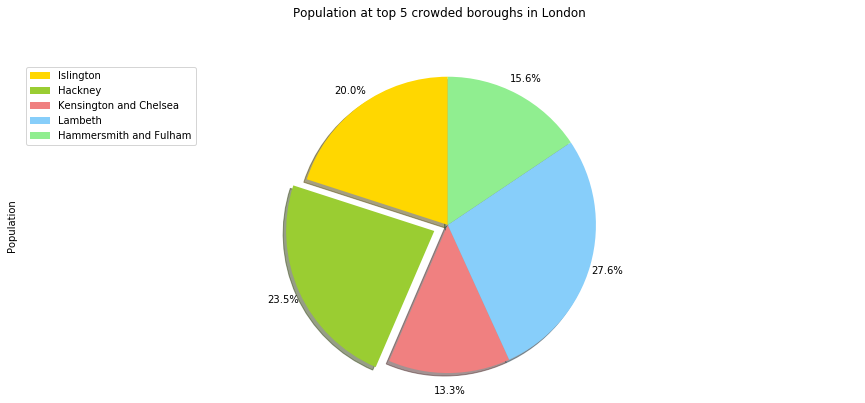 Population at top 5 crowded boroughs in London
Islington
Hackney
Kensington and Chelsea
Lambeth
Hammersmith and Fulham
20.0%
15.6%
27.6%
23.5%
13.3%
Population